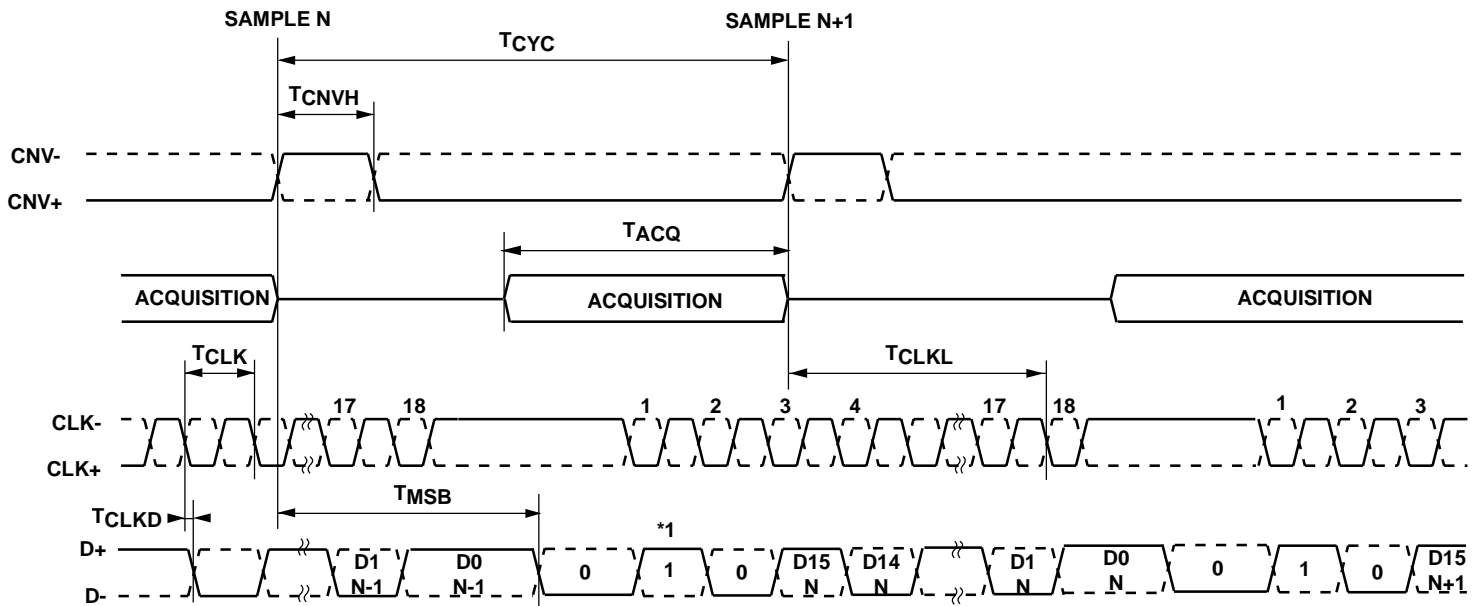 SAMPLE N SAMPLE N+1
TCYC
TCNVH
CNV-
CNV+
TACQ
ACQUISITION ACQUISITION ACQUISITION
TCLK TCLKL
CLK- 17 18 1 2 3 4 17 18 1 2 3
CLK+
TMSB
TCLKD *1
D+ D1 D0 0 1 0 D15 D14 D1 D0 0 1 0 D15
D- N-1 N-1 N N N N N+1